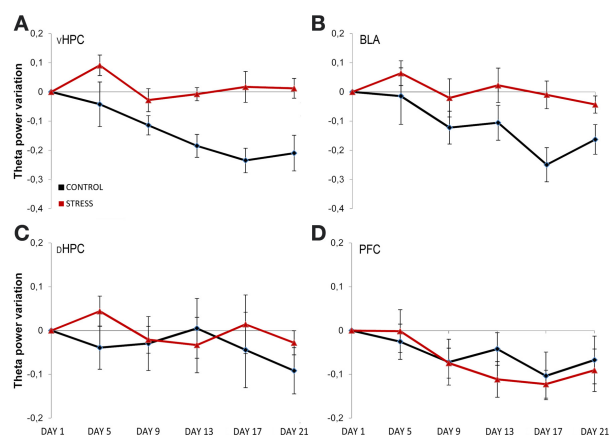 A
vHPC
Theta power variation
0,2
0,1
0
-0,1
-0,2
-0,3
-0,4
CONTROL
STRESS
B
BLA
0,2
0,1
0
-0,1
-0,2
-0,3
-0,4
C
DHPC
Theta power variation
0,2
0,1
0
-0,1
-0,2
DAY 1 DAY 5 DAY 9 DAY 13 DAY 17 DAY 21
D
PFC
0,2
0,1
0
-0,1
-0,2
DAY 1 DAY 5 DAY 9 DAY 13 DAY 17 DAY 21